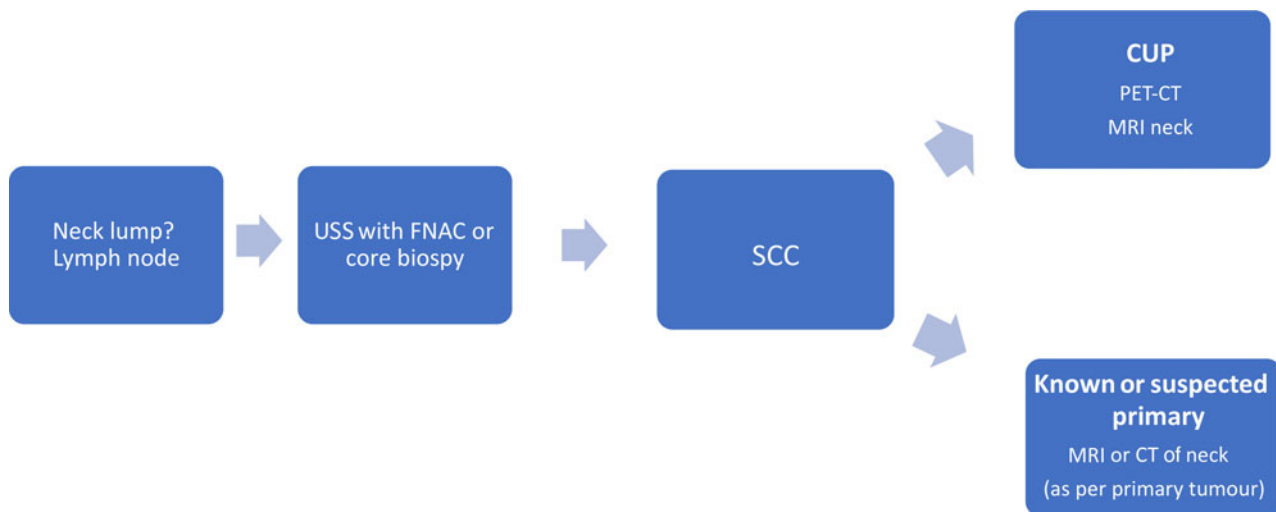 Neck lump?
Lymph node
USS with FNAC or
core biospy
SCC
CUP
PET-CT
MRI neck
Known or suspected
primary
MRI or CT of neck
(as per primary tumour)